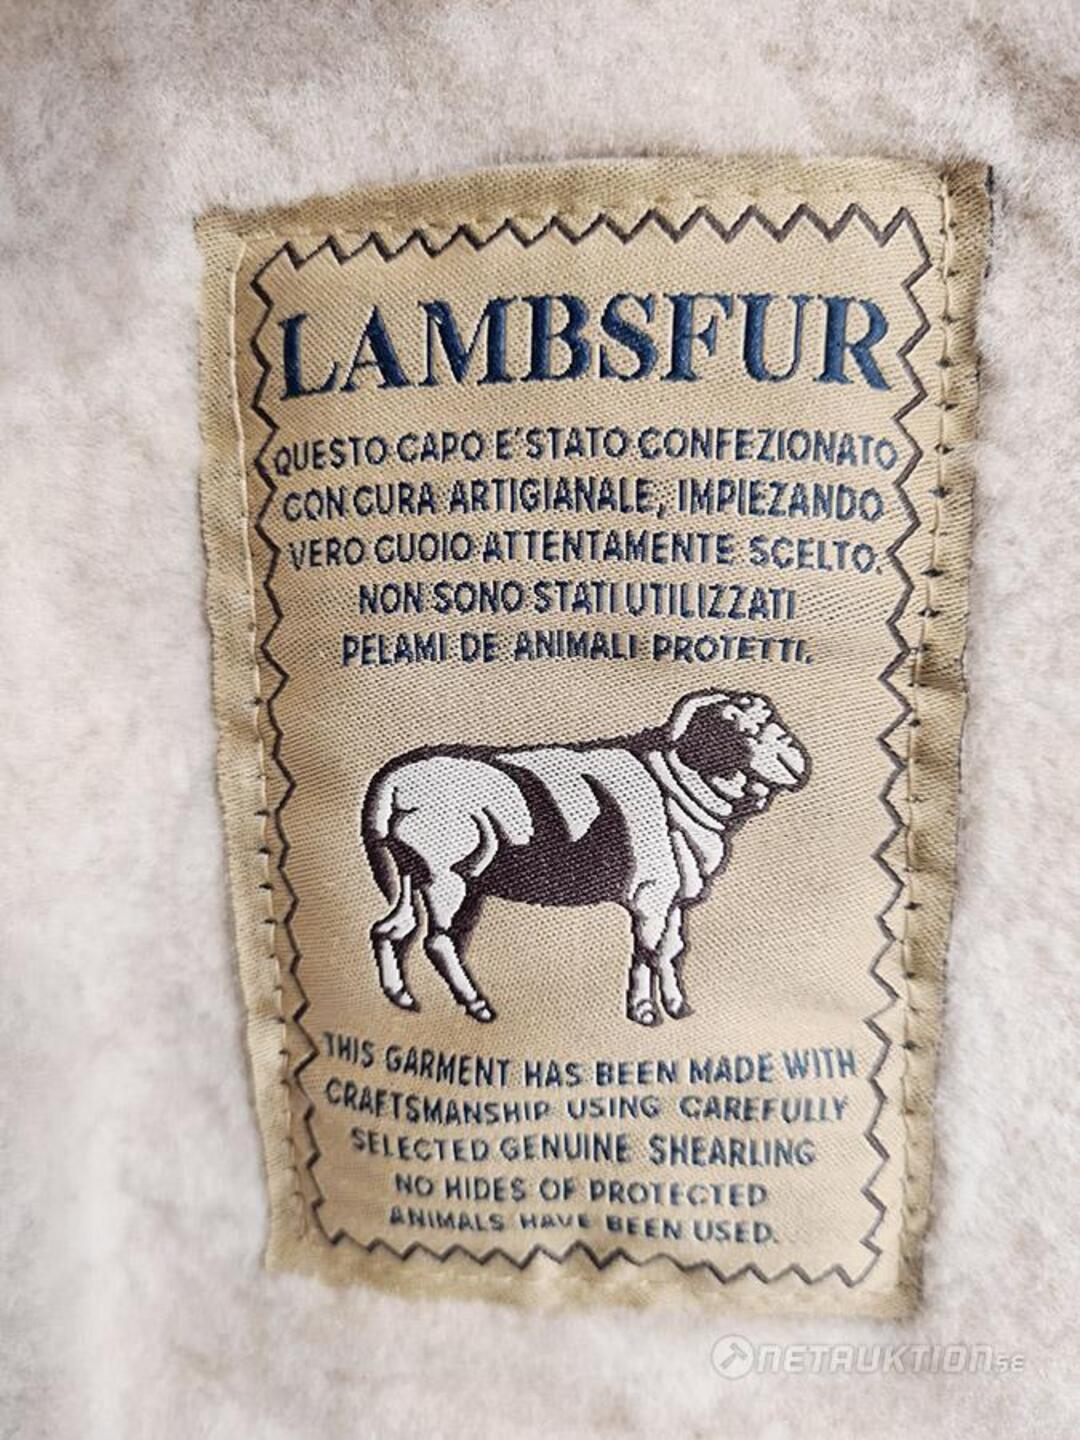 LAMBSFUR
QUESTO CAPO E'STATO CONFEZIONATO
CON CURA ARTIGIANALE, IMPIEZANDO
VERO CUOIO ATTENTAMENTE SCELTO.
NON SONO STATI UTILIZZATI
PELAMI DE ANIMALI PROTETTI.
THIS GARMENT HAS BEEN MADE WITH
CRAFTSMANSHIP USING CAREFULLY
SELECTED GENUINE SHEARLING
NO HIDES OF PROTECTED
ANIMALS HAVE BEEN USED.
NETAUKTION.SE